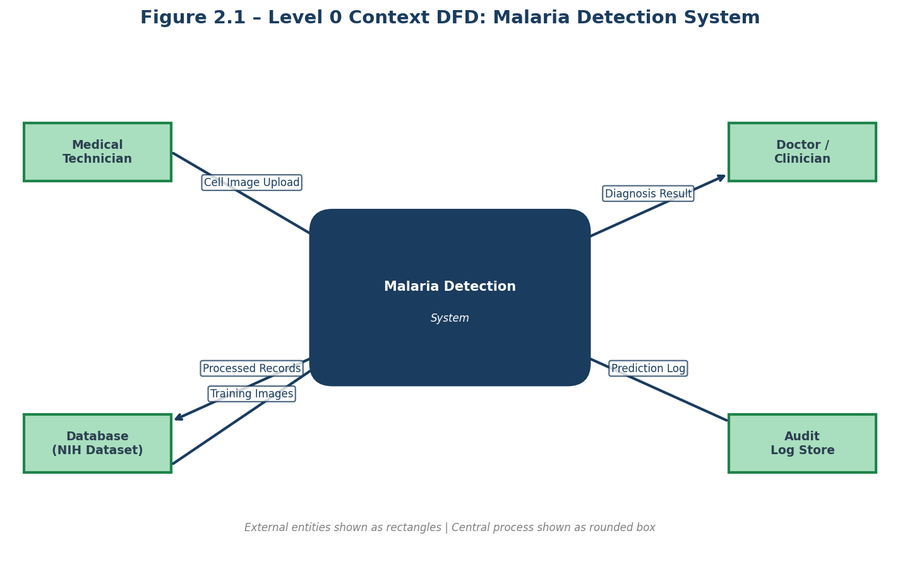 Figure 2.1 – Level 0 Context DFD: Malaria Detection System
Medical
Technician
Doctor /
Clinician
Cell Image Upload
Diagnosis Result
Malaria Detection
System
Processed Records
Training Images
Prediction Log
Database
(NIH Dataset)
Audit
Log Store
External entities shown as rectangles | Central process shown as rounded box